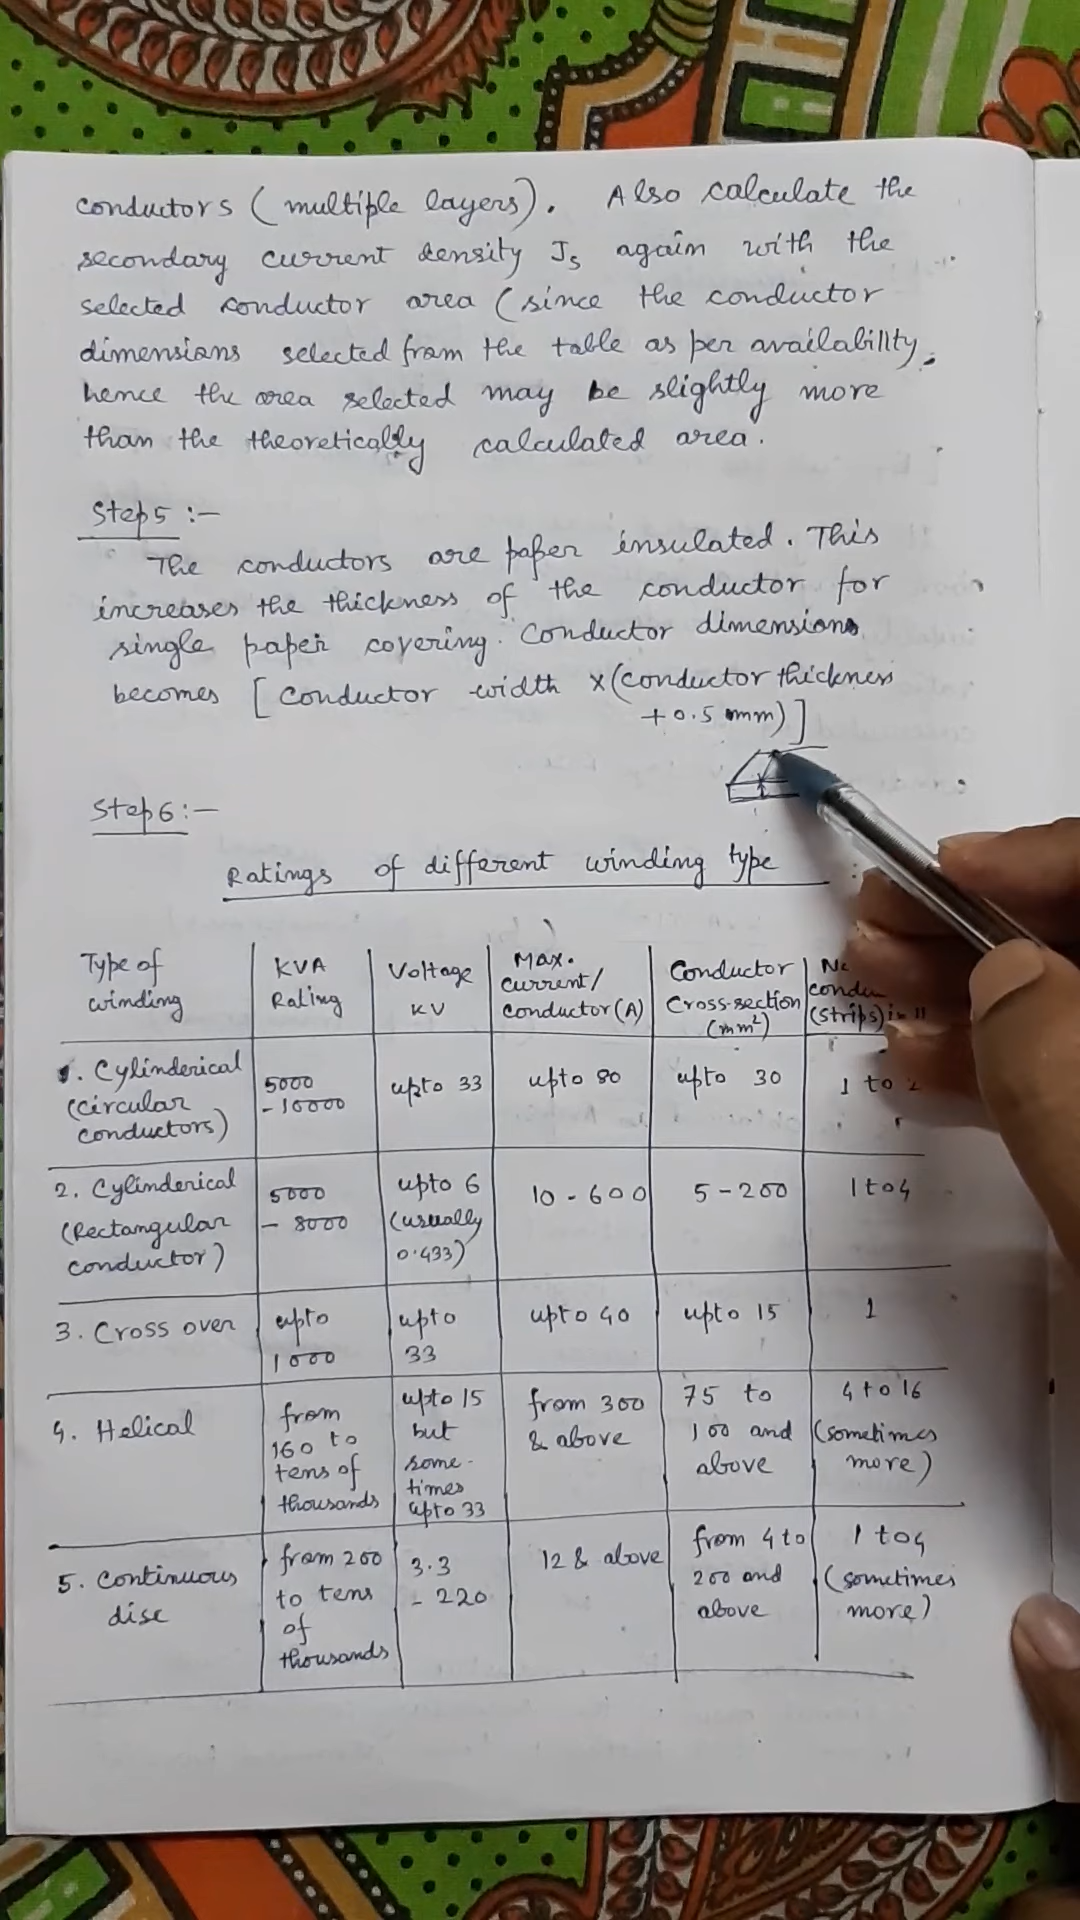 conductors (multiple layers). Also calculate the
secondary current density Js again with the
selected conductor area (since the conductor
dimensions selected from the table as per availability,
hence the area selected may be slightly more
than the theoretically calculated area.
Step 5 :-
The conductors are paper insulated. This
increases the thickness of the conductor for
single paper covering. Conductor dimensions
becomes [Conductor width x (conductor thickness
+0.5 mm)]
Step 6 :-
Ratings of different winding type :
Type of winding
KVA Rating
Voltage KV
Max. current/ conductor (A)
Conductor Cross-section (mm²)
(strips) in 11
1. Cylinderical (circular conductors)
5000 - 10000
upto 33
upto 80
upto 30
1 to
2. Cylinderical (Rectangular conductor)
5000 - 8000
upto 6 (usually 0.433)
10 - 600
5 - 200
1 to 4
3. Cross over
upto 1000
upto 33
upto 40
upto 15
1
4. Helical
from 160 to tens of thousands
upto 15 but some-times upto 33
from 300 & above
75 to 100 and above
4 to 16 (sometimes more)
5. Continuous disc
from 200 to tens of thousands
3.3 - 220
12 & above
from 4 to 200 and above
1 to 4 (sometimes more)